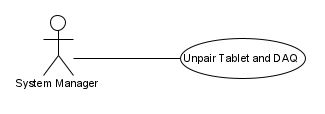 Unpair Tablet and DAQ
System Manager